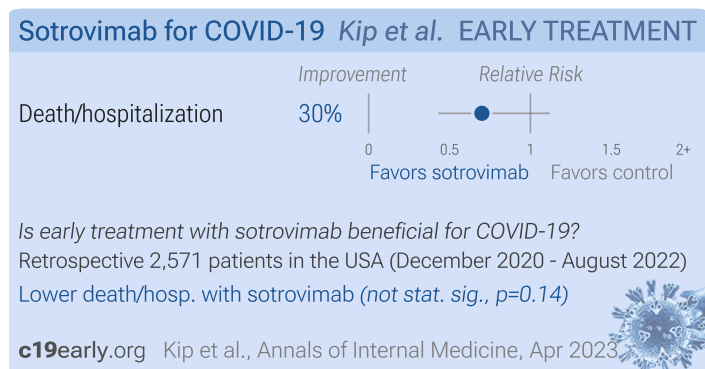 Sotrovimab for COVID-19 Kip et al. EARLY TREATMENT
Improvement Relative Risk
Death/hospitalization 30%
0 0.5 1 1.5 2+
Favors sotrovimab Favors control
Is early treatment with sotrovimab beneficial for COVID-19?
Retrospective 2,571 patients in the USA (December 2020 - August 2022)
Lower death/hosp. with sotrovimab (not stat. sig., p=0.14)
c19early.org Kip et al., Annals of Internal Medicine, Apr 2023